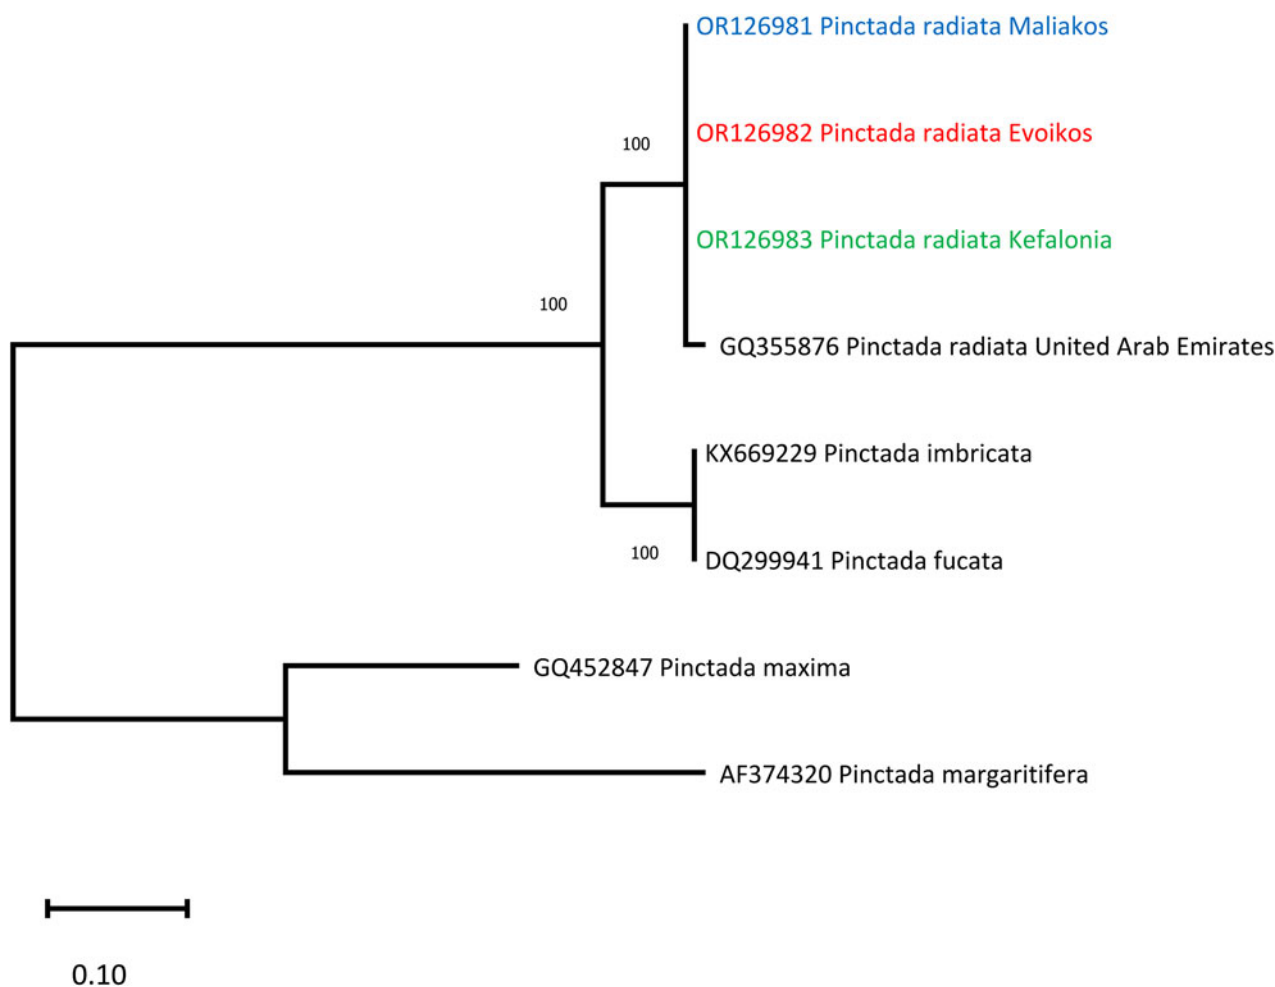 OR126981 Pinctada radiata Maliakos
OR126982 Pinctada radiata Evoikos
100
OR126983 Pinctada radiata Kefalonia
100
GQ355876 Pinctada radiata United Arab Emirates
KX669229 Pinctada imbricata
100
DQ299941 Pinctada fucata
GQ452847 Pinctada maxima
AF374320 Pinctada margaritifera
0.10